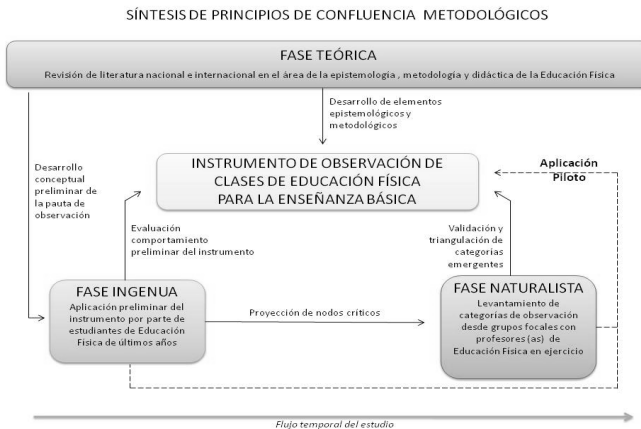 SÍNTESIS DE PRINCIPIOS DE CONFLUENCIA METODOLÓGICOS
FASE TEÓRICA
Revisión de literatura nacional e internacional en el área de la epistemología , metodología y didáctica de la Educación Física
Desarrollo de elementos
epistemológicos y
metodológicos
Desarrollo
conceptual
preliminar de
la pauta de
observación
INSTRUMENTO DE OBSERVACIÓN DE
CLASES DE EDUCACIÓN FÍSICA
PARA LA ENSEÑANZA BÁSICA
Aplicación
Piloto
Evaluación
comportamiento
preliminar del instrumento
Validación y
triangulación de
categorias
emergentes
FASE INGENUA
Aplicación preliminar del
instrumento por parte de
estudiantes de Educación
Física de últimos años
Proyección de nodos críticos
FASE NATURALISTA
Levantamiento de
categorías de observación
desde grupos focales con
profesores (as) de
Educación Física en ejercicio
Flujo temporal del estudio